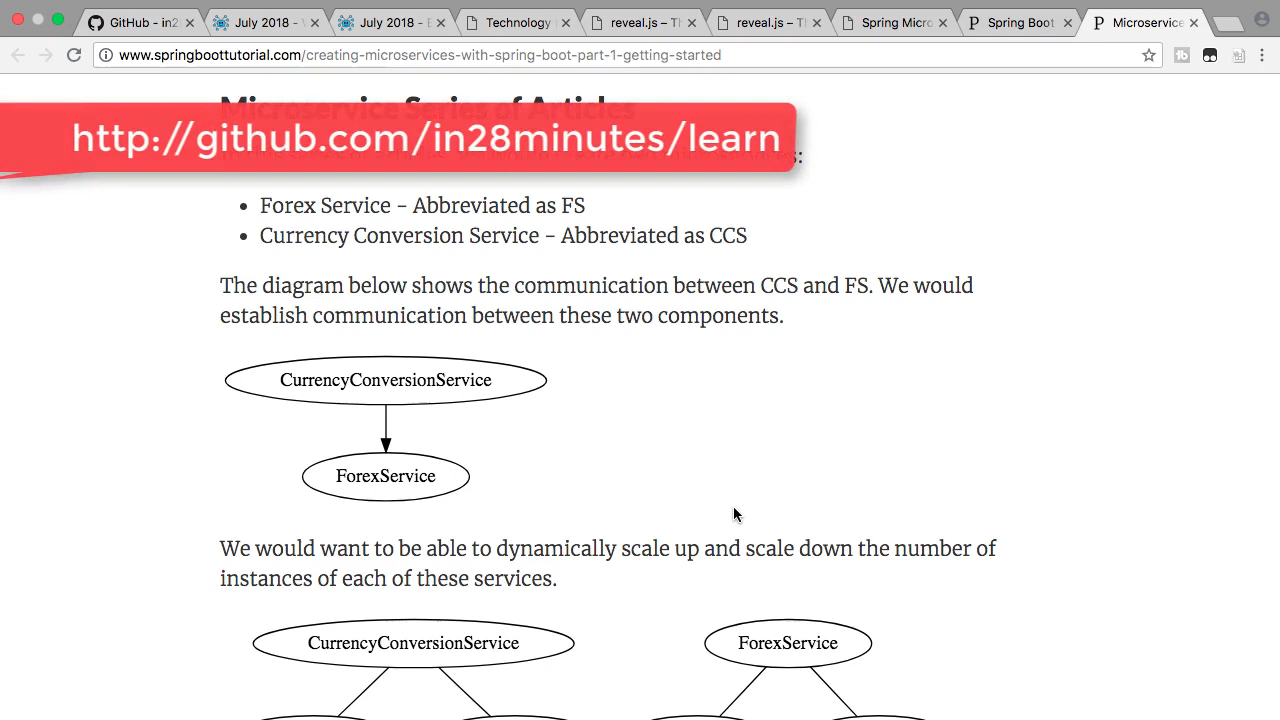 GitHub - in2
July 2018 - V
July 2018 - E
Technology
reveal.js – Th
reveal.js – Th
Spring Micro
Spring Boot
Microservice
www.springboottutorial.com/creating-microservices-with-spring-boot-part-1-getting-started
Microservice Series of Articles
http://github.com/in28minutes/learn
• Forex Service - Abbreviated as FS
• Currency Conversion Service - Abbreviated as CCS
The diagram below shows the communication between CCS and FS. We would
establish communication between these two components.
CurrencyConversionService
ForexService
We would want to be able to dynamically scale up and scale down the number of
instances of each of these services.
CurrencyConversionService
ForexService